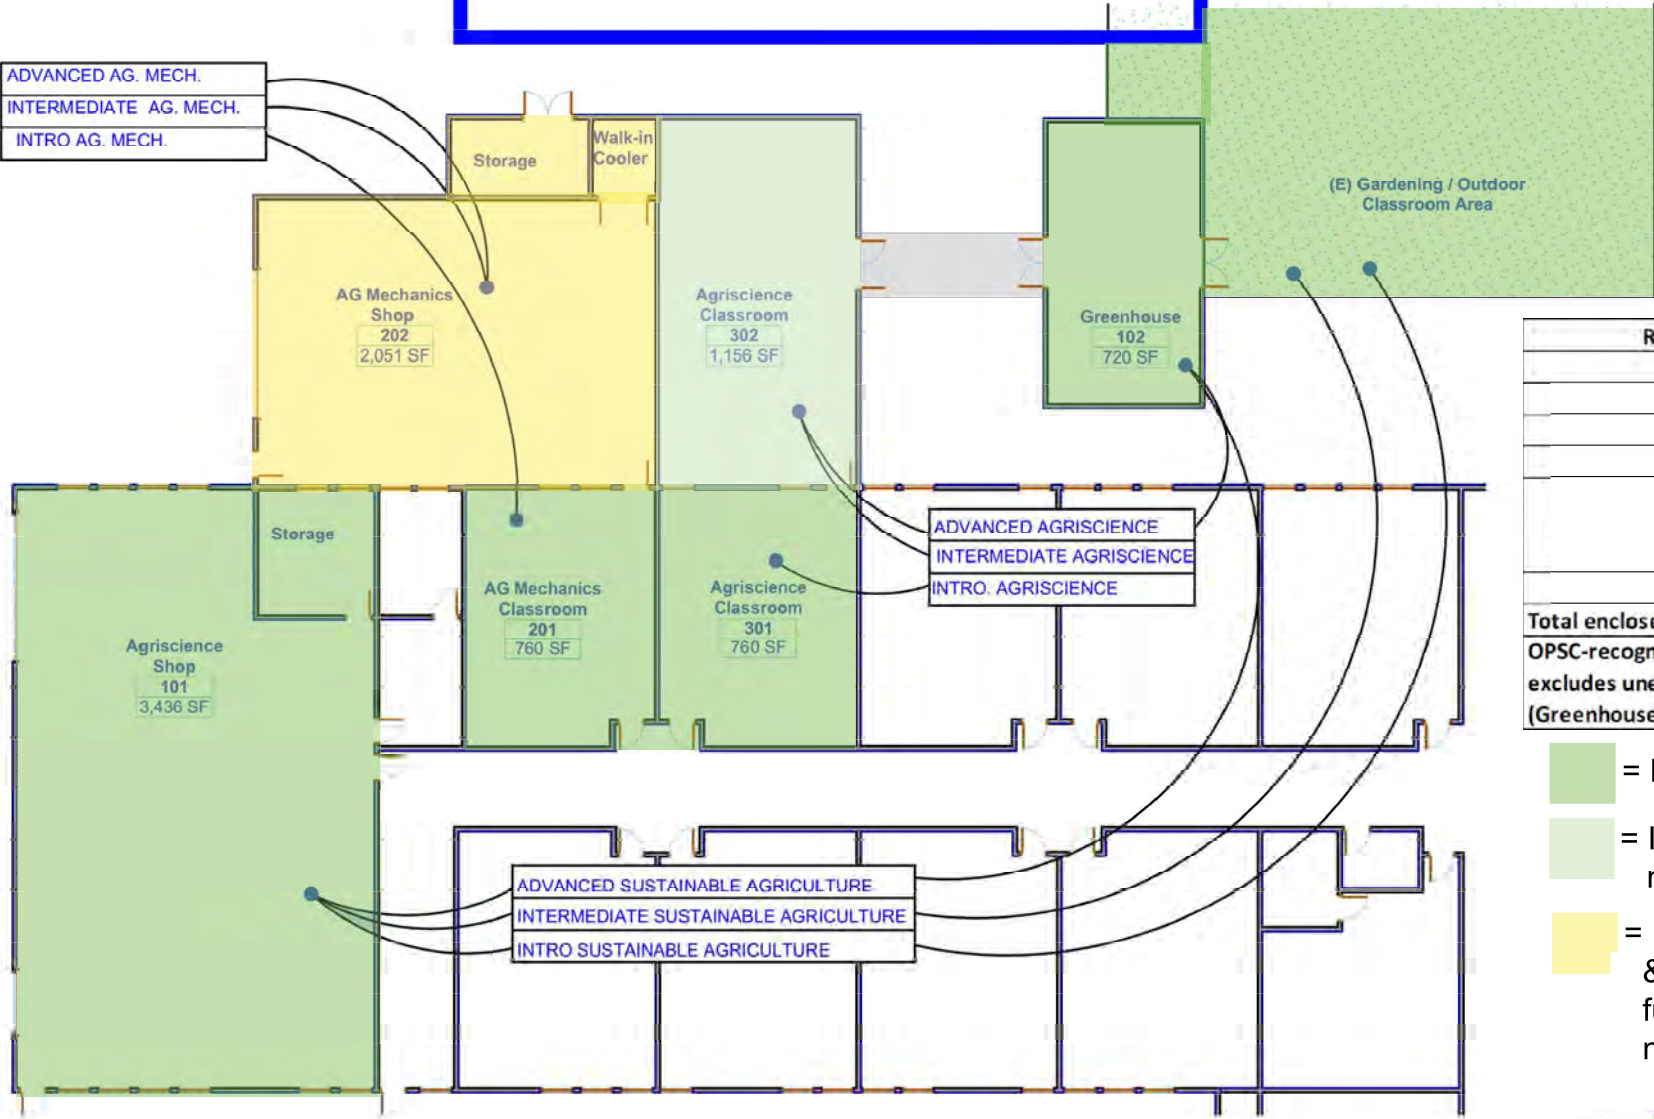 ADVANCED AG. MECH.
INTERMEDIATE AG. MECH.
INTRO AG. MECH.
Storage
Walk-in
Cooler
(E) Gardening / Outdoor
Classroom Area
AG Mechanics
Shop
202
2,051 SF
Agriscience
Classroom
302
1,156 SF
Greenhouse
102
720 SF
R
Storage
ADVANCED AGRISCIENCE
INTERMEDIATE AGRISCIENCE
INTRO. AGRISCIENCE
AG Mechanics
Classroom
201
760 SF
Agriscience
Classroom
301
760 SF
Agriscience
Shop
101
3,436 SF
Total enclose
OPSC-recogn
excludes une
(Greenhouse
=
=
=
&
ADVANCED SUSTAINABLE AGRICULTURE
INTERMEDIATE SUSTAINABLE AGRICULTURE
INTRO SUSTAINABLE AGRICULTURE